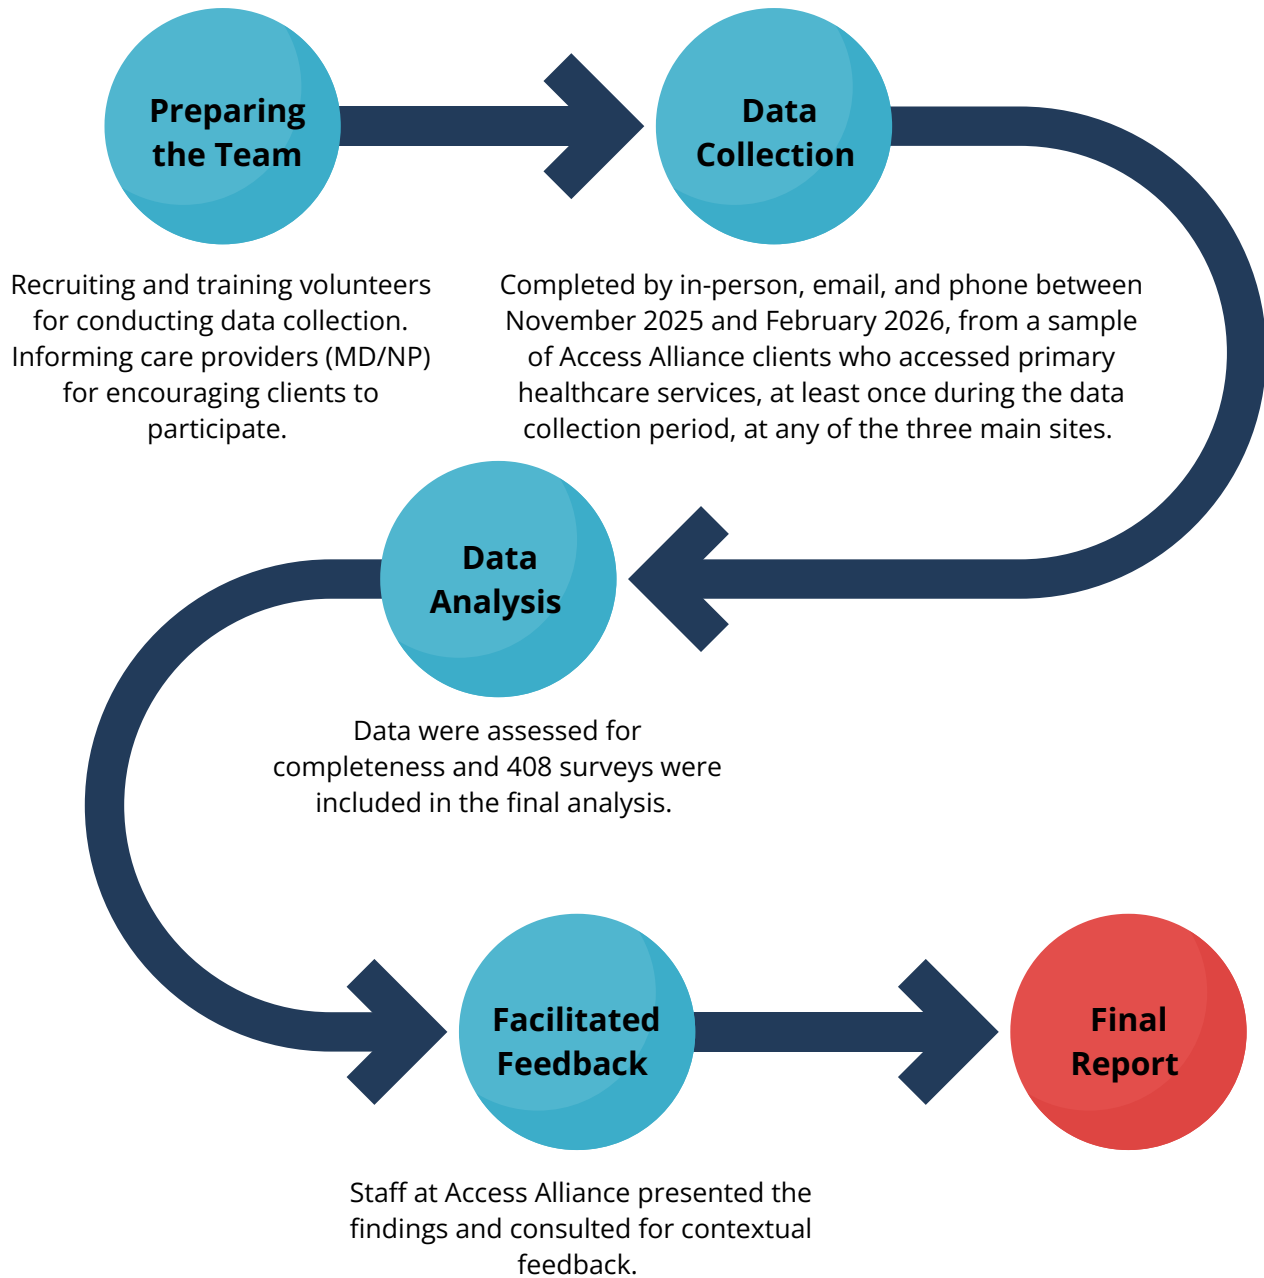 Preparing
the Team
Data
Collection
Recruiting and training volunteers
for conducting data collection.
Informing care providers (MD/NP)
for encouraging clients to
participate.
Completed by in-person, email, and phone between
November 2025 and February 2026, from a sample
of Access Alliance clients who accessed primary
healthcare services, at least once during the data
collection period, at any of the three main sites.
Data
Analysis
Data were assessed for
completeness and 408 surveys were
included in the final analysis.
Facilitated
Feedback
Final
Report
Staff at Access Alliance presented the
findings and consulted for contextual
feedback.